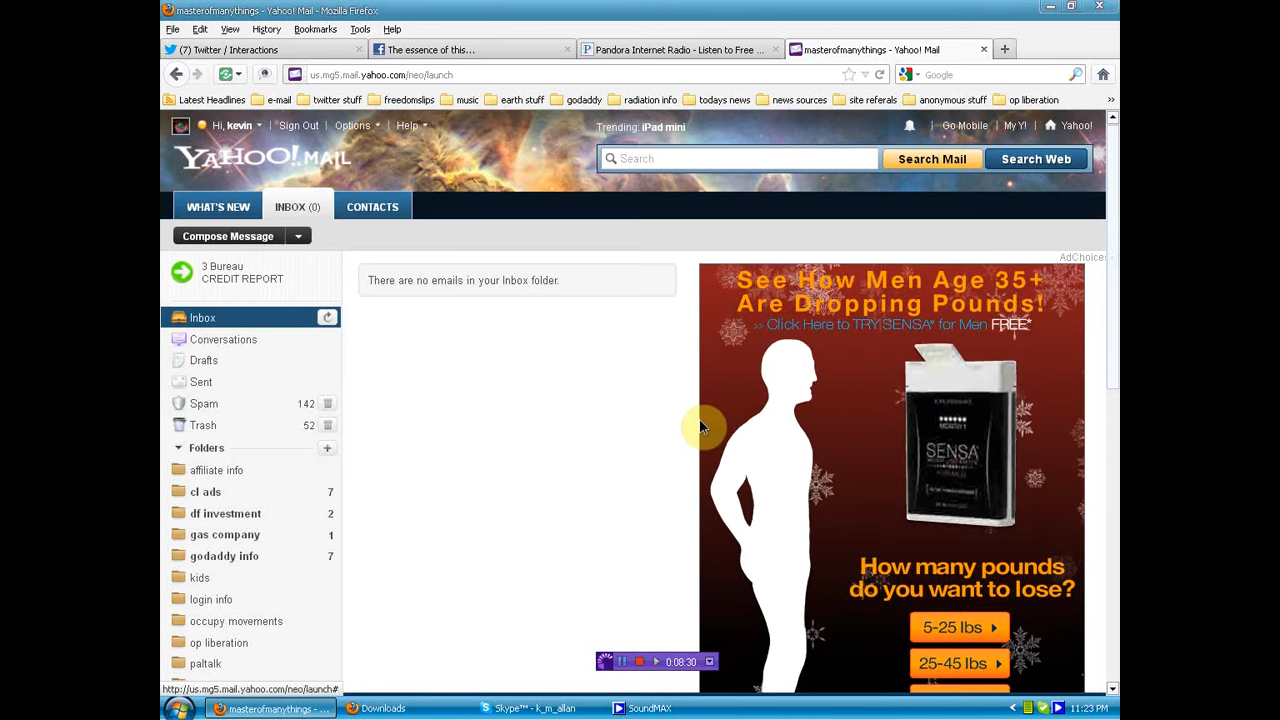 masterofmanythings - Yahoo! Mail - Mozilla Firefox
File Edit View History Bookmarks Tools Help
(7) Twitter / Interactions
The essence of this...
Pandora Internet Radio - Listen to Free ...
masterofmanythings - Yahoo! Mail
us.mg5.mail.yahoo.com/neo/launch
Google
Latest Headlines e-mail twitter stuff freedomslips music earth stuff godaddy radiation info todays news news sources site referals anonymous stuff op liberation
Hi, kevin Sign Out Options Help
Trending: iPad mini
Go Mobile My Y! Yahoo!
YAHOO! MAIL
Search
Search Mail
Search Web
WHAT'S NEW INBOX (0) CONTACTS
Compose Message
AdChoices
3 Bureau
CREDIT REPORT
There are no emails in your Inbox folder.
Inbox
Conversations
Drafts
Sent
Spam 142
Trash 52
Folders
affiliate info
cl ads 7
df investment 2
gas company 1
godaddy info 7
kids
login info
occupy movements
op liberation
paltalk
See How Men Age 35+
Are Dropping Pounds!
>> Click Here to TRY SENSA® for Men FREE*
SENSA
How many pounds
do you want to lose?
5-25 lbs
25-45 lbs
0:08:30
http://us.mg5.mail.yahoo.com/neo/launch#
masterofmanythings - ...
Downloads
Skype™ - k_m_allan
SoundMAX
11:23 PM